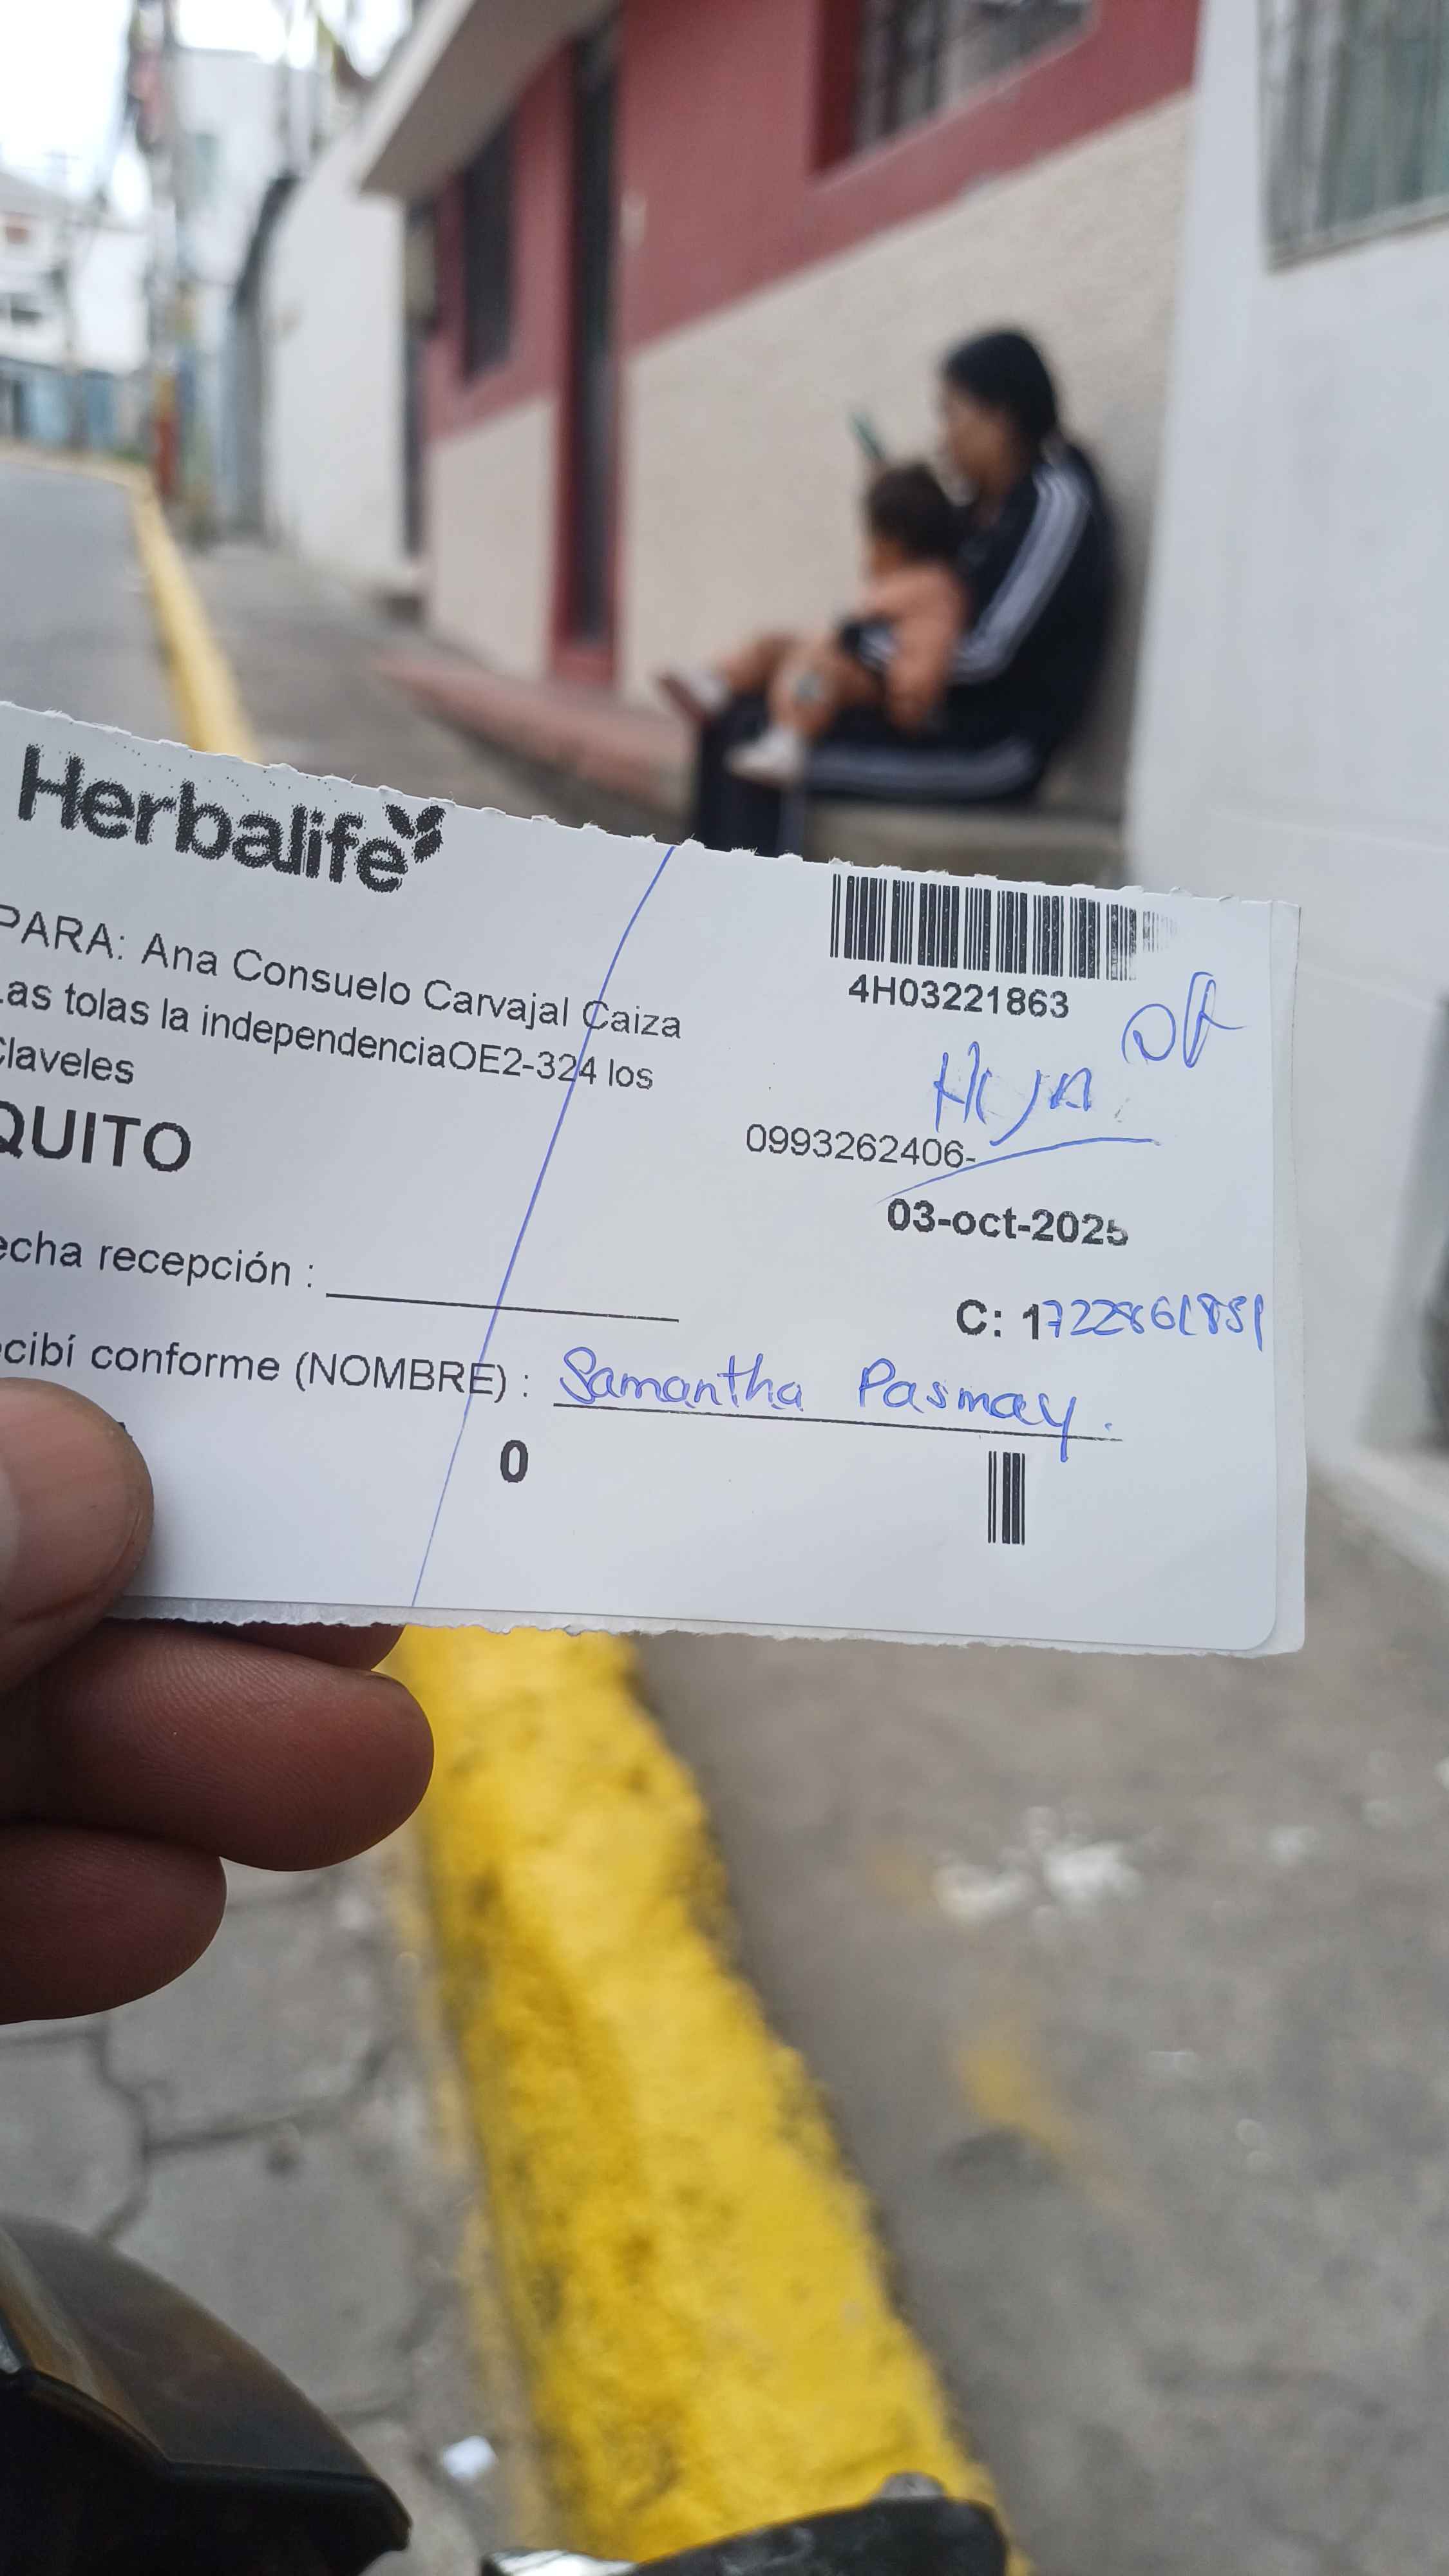 Herbalife
4H03221863
PARA: Ana Consuelo Carvajal Caiza
Las tolas la independenciaOE2-324 los
Claveles
Hija
0993262406-
QUITO
03-oct-2025
echa recepción :
C: 1722861851
cibí conforme (NOMBRE) : Samantha Pasmay.
0